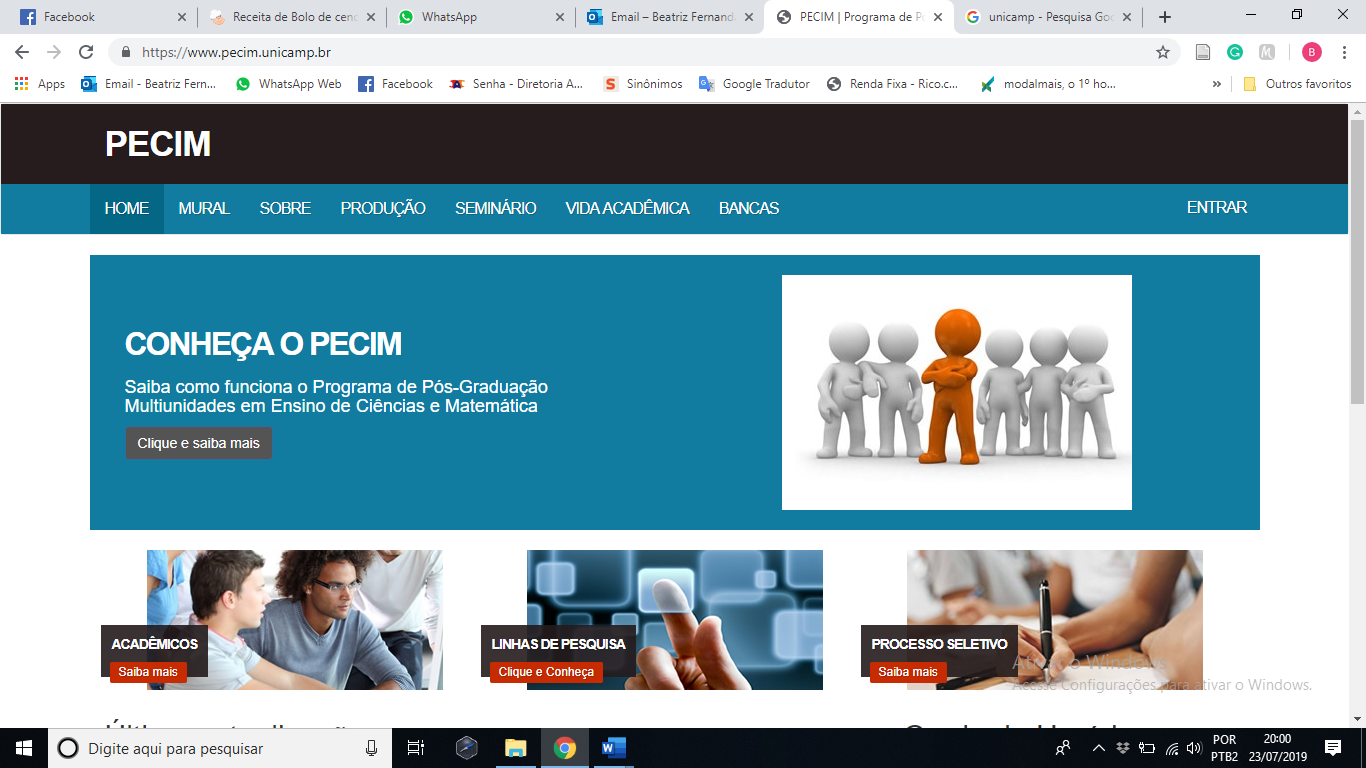 Facebook
Receita de Bolo de cenc
WhatsApp
Email – Beatriz Fernand
PECIM | Programa de P
unicamp - Pesquisa Goo
https://www.pecim.unicamp.br
B
Apps
Email - Beatriz Fern...
WhatsApp Web
Facebook
Senha - Diretoria A...
Sinônimos
Google Tradutor
Renda Fixa - Rico.c...
modalmais, o 1º ho...
»
Outros favoritos
PECIM
HOME MURAL SOBRE PRODUÇÃO SEMINÁRIO VIDA ACADÊMICA BANCAS ENTRAR
CONHEÇA O PECIM
Saiba como funciona o Programa de Pós-Graduação
Multiunidades em Ensino de Ciências e Matemática
Clique e saiba mais
ACADÊMICOS
Saiba mais
LINHAS DE PESQUISA
Clique e Conheça
PROCESSO SELETIVO
Saiba mais
Ativar o Windows
Acesse Configurações para ativar o Windows.
Digite aqui para pesquisar
POR
PTB2
20:00
23/07/2019